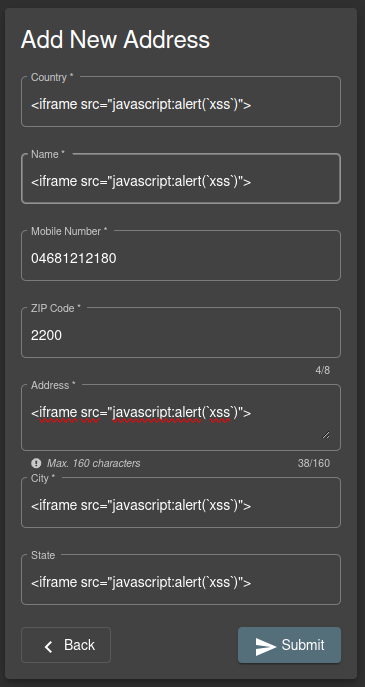 Add New Address
Country *
<iframe src="javascript:alert(`xss`)">
Name *
<iframe src="javascript:alert(`xss`)">
Mobile Number *
04681212180
ZIP Code *
2200
4/8
Address *
<iframe src="javascript:alert(`xss`)">
Max. 160 characters 38/160
City *
<iframe src="javascript:alert(`xss`)">
State
<iframe src="javascript:alert(`xss`)">
Back Submit